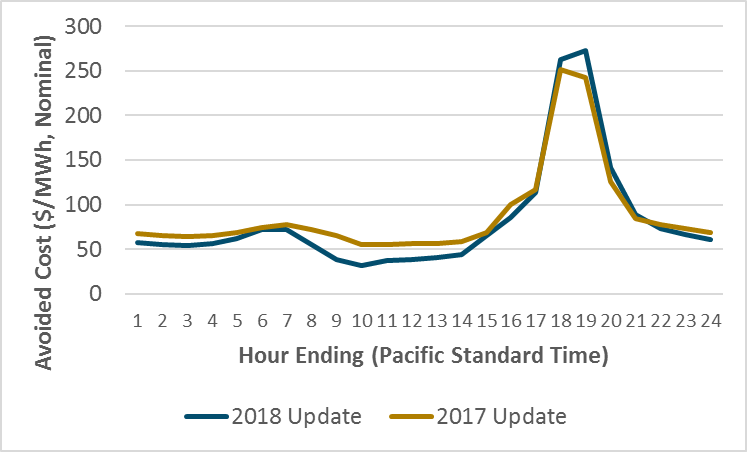 Avoided Cost ($/MWh, Nominal)
300
250
200
150
100
50
0
1 2 3 4 5 6 7 8 9 10 11 12 13 14 15 16 17 18 19 20 21 22 23 24
Hour Ending (Pacific Standard Time)
2018 Update 2017 Update